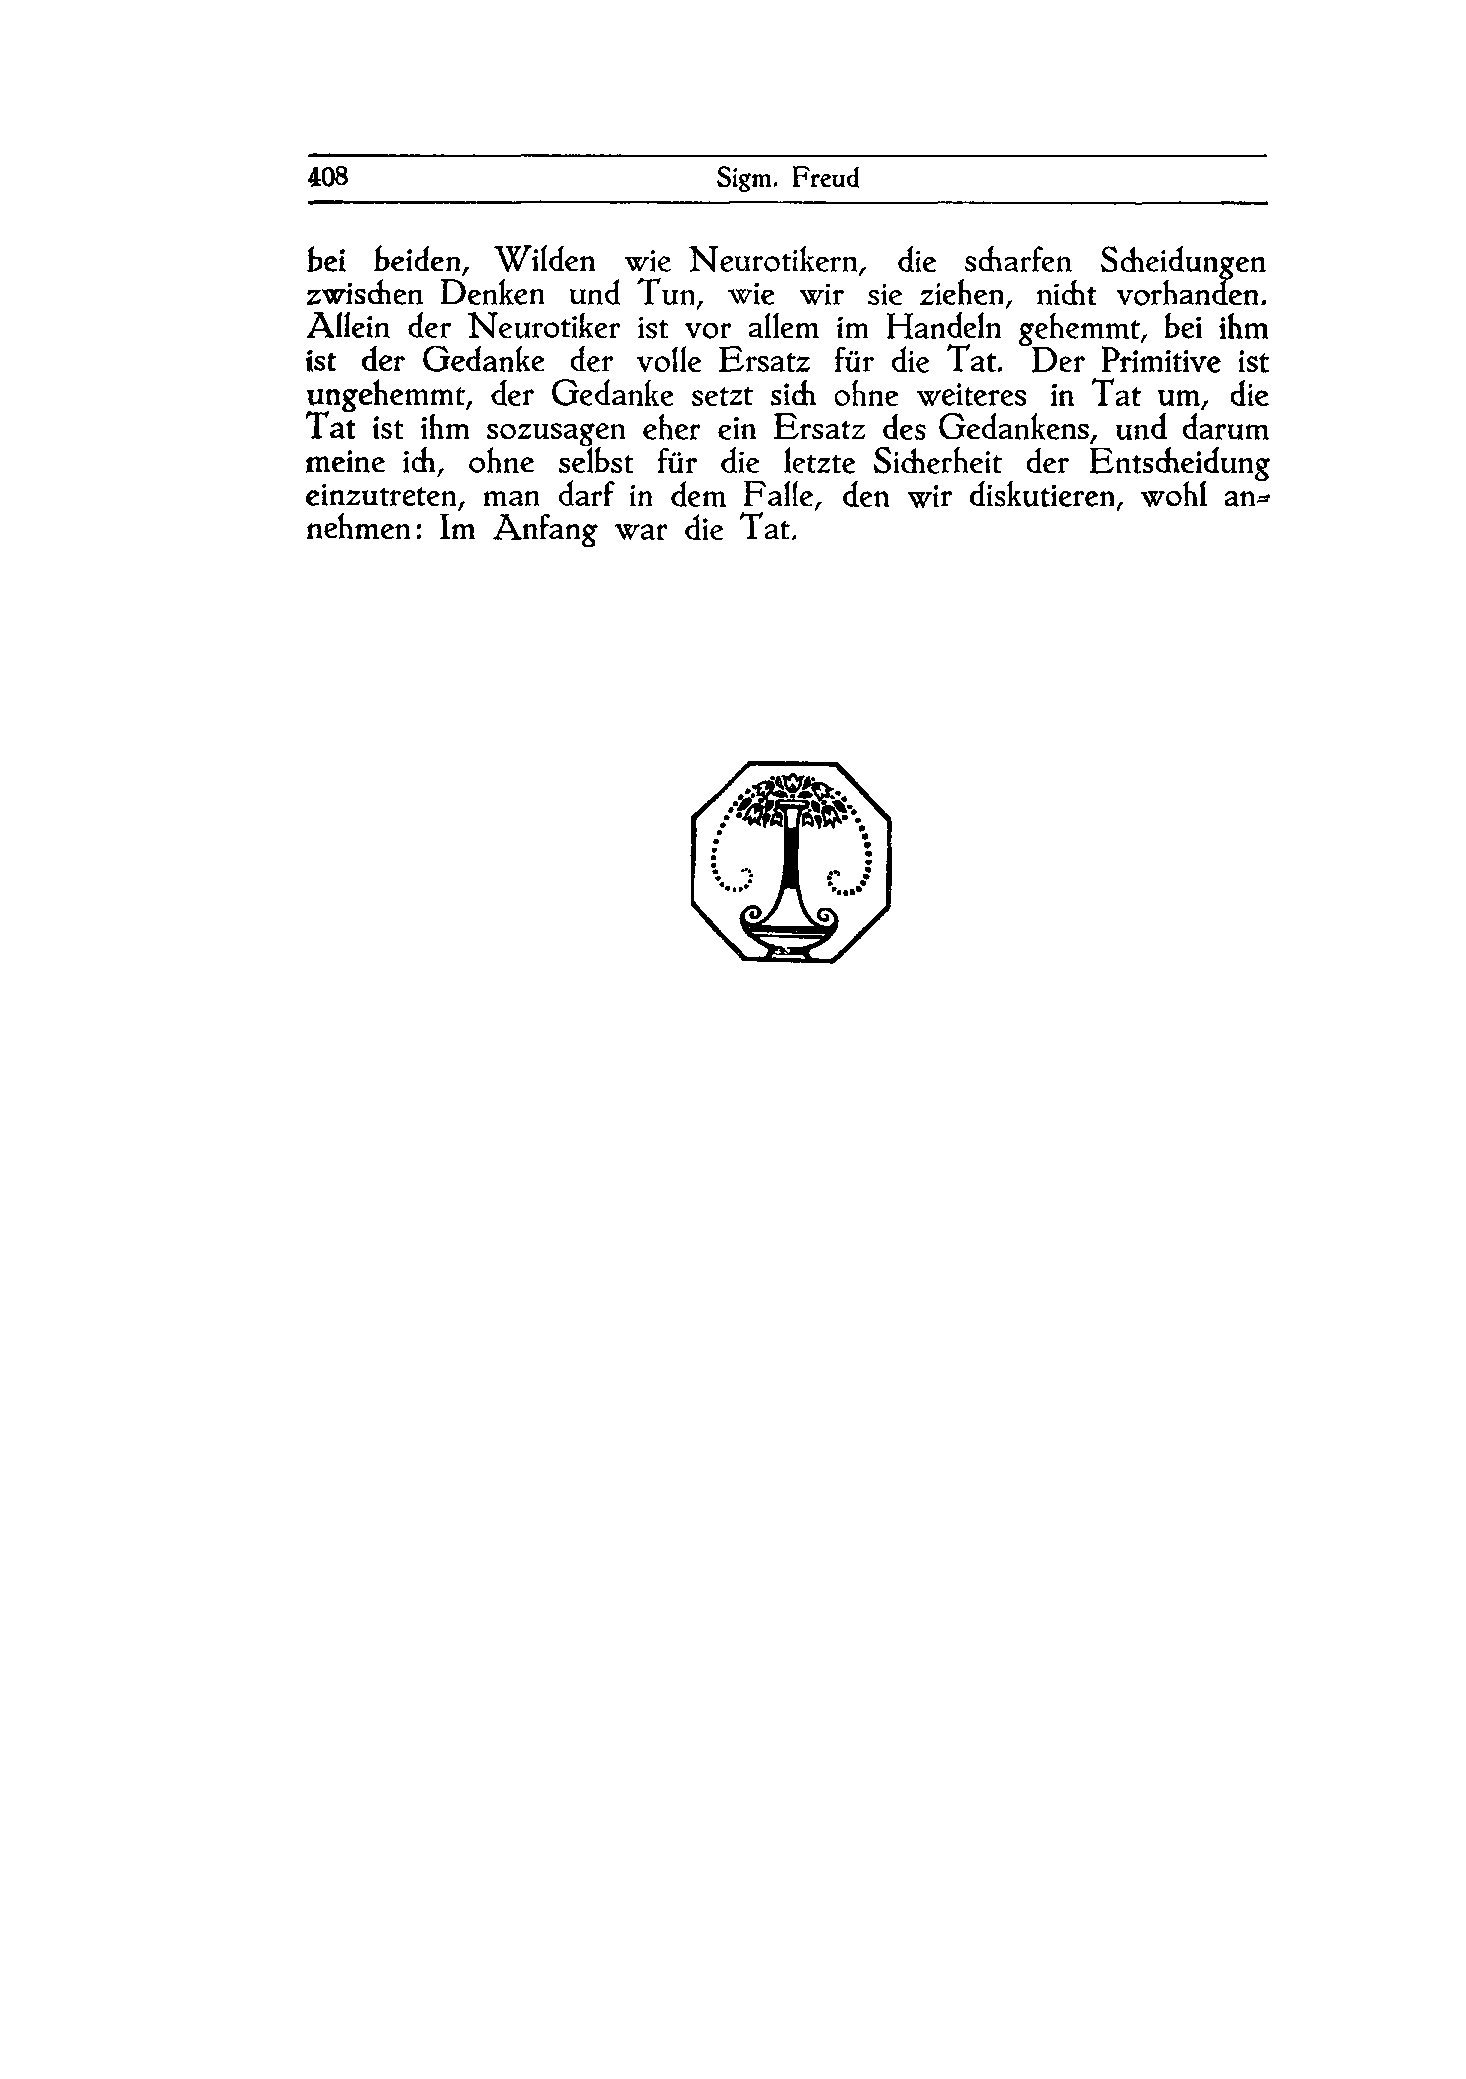 408 Sigm. Freud
bei beiden, Wilden wie Neurotikern, die scharfen Scheidungen
zwischen Denken und Tun, wie wir sie ziehen, nicht vorhanden.
Allein der Neurotiker ist vor allem im Handeln gehemmt, bei ihm
ist der Gedanke der volle Ersatz für die Tat. Der Primitive ist
ungehemmt, der Gedanke setzt sich ohne weiteres in Tat um, die
Tat ist ihm sozusagen eher ein Ersatz des Gedankens, und darum
meine ich, ohne selbst für die letzte Sicherheit der Entscheidung
einzutreten, man darf in dem Falle, den wir diskutieren, wohl an-
nehmen: Im Anfang war die Tat.